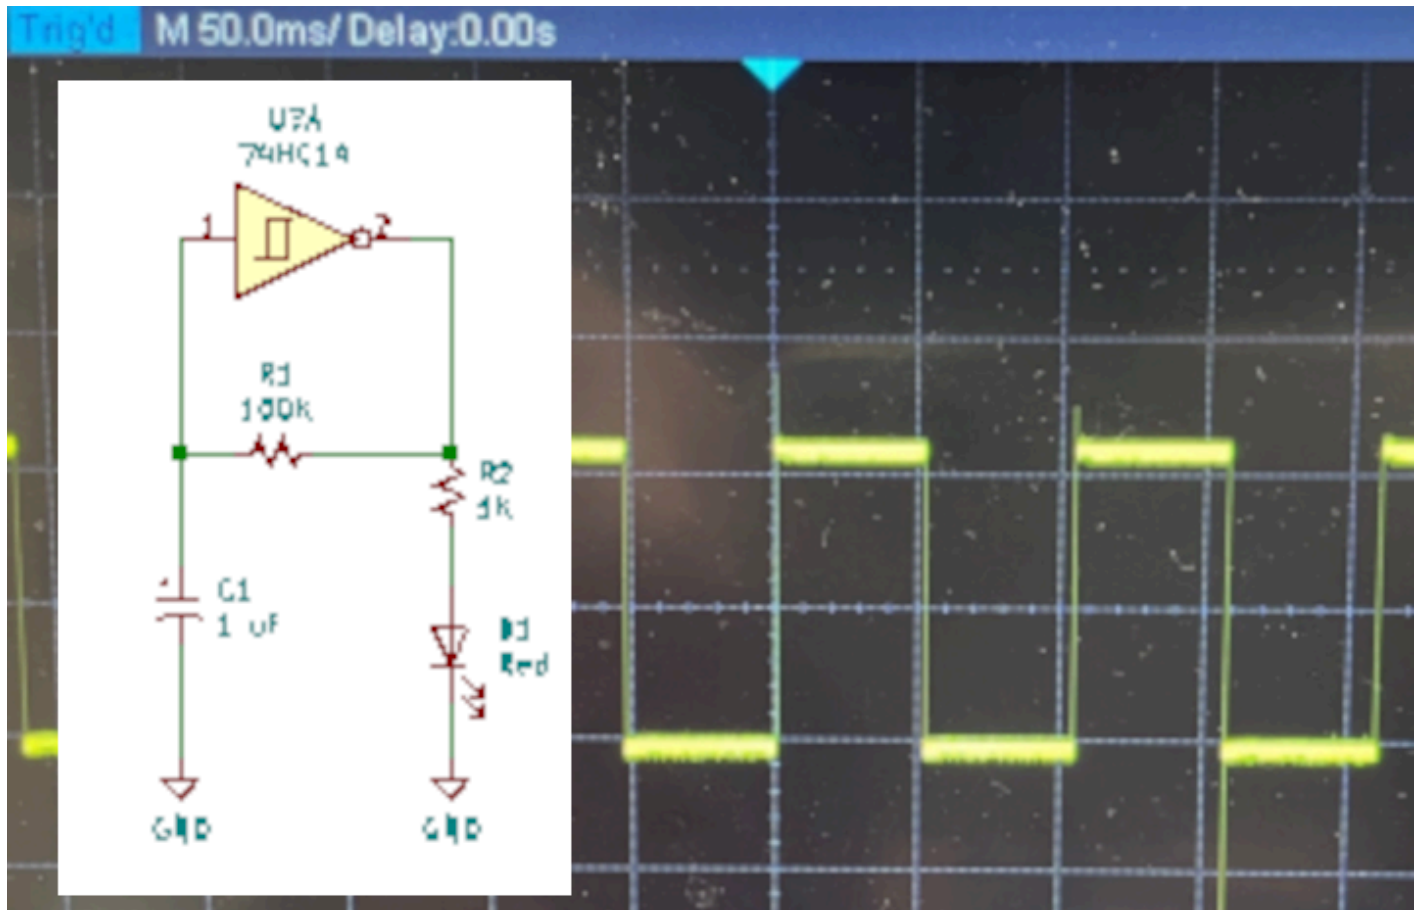 Trig'd M 50.0ms/ Delay:0.00s
74HC14
1
2
R1
100k
R2
1k
C1
1 uF
D1
Red
GND
GND